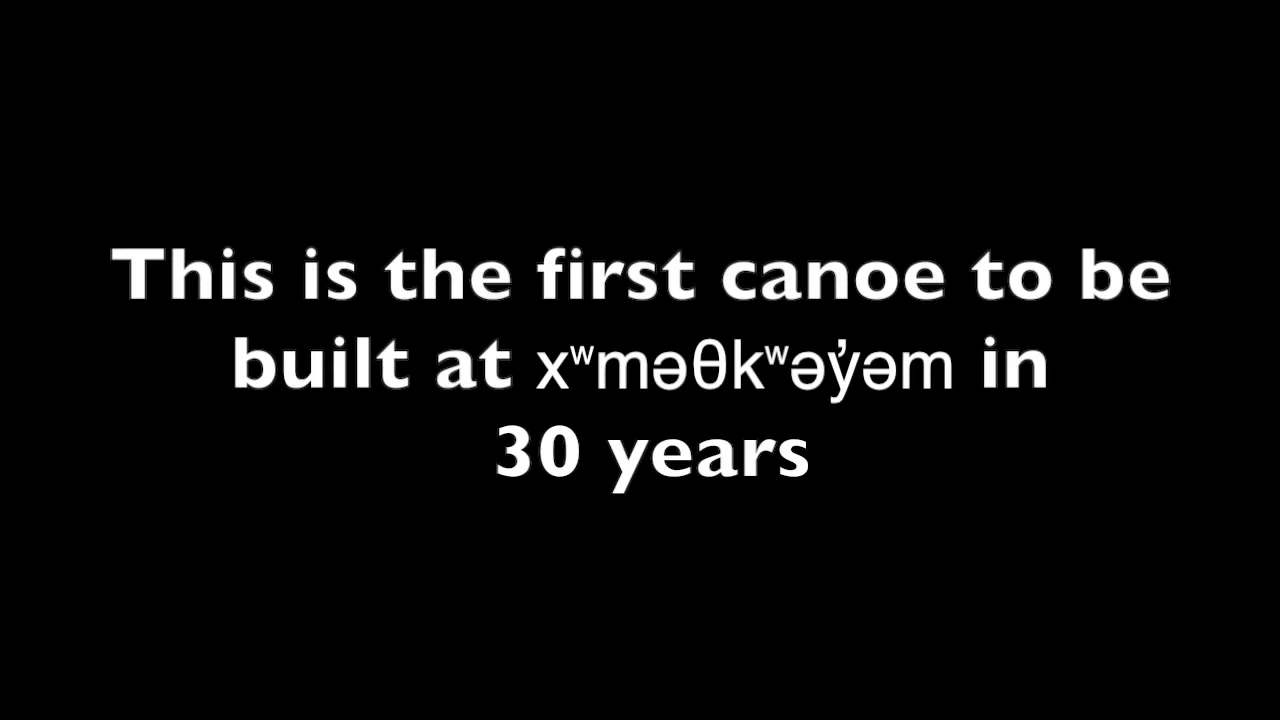 This is the first canoe to be
built at xʷməθkʷəy̓əm in
30 years